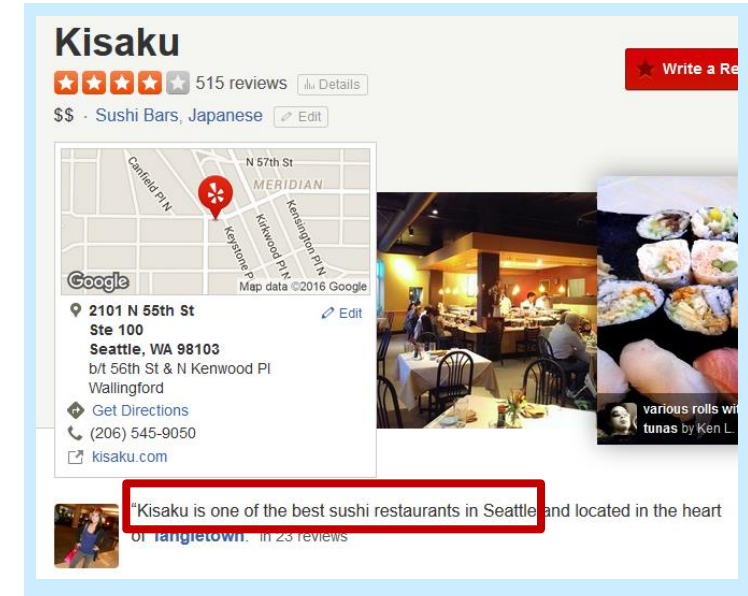 Kisaku
515 reviews Details
Write a Re
$$ · Sushi Bars, Japanese Edit
N 57th St
MERIDIAN
Canfield Pl N
Kensington Pl N
Kirkwood Pl N
Keystone P
Google
Map data ©2016 Google
2101 N 55th St Edit
Ste 100
Seattle, WA 98103
b/t 56th St & N Kenwood Pl
Wallingford
Get Directions
(206) 545-9050
kisaku.com
various rolls wit
tunas by Ken L.
“Kisaku is one of the best sushi restaurants in Seattle and located in the heart
of Tangletown.” in 23 reviews